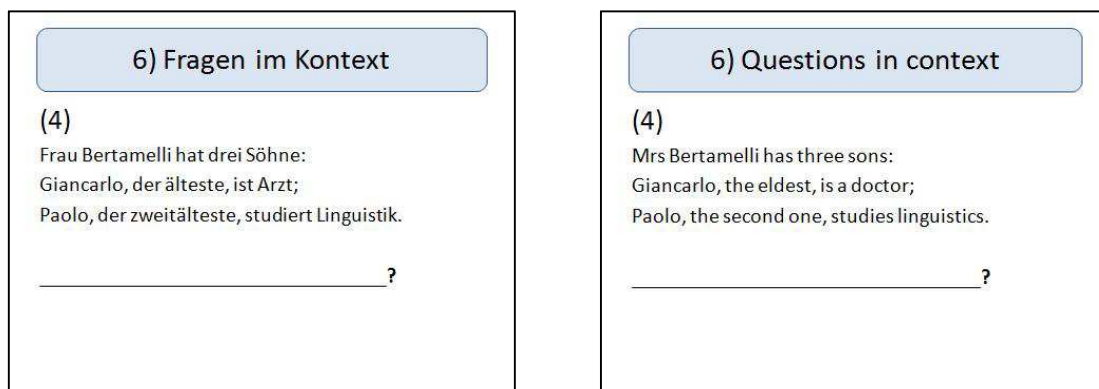 6) Fragen im Kontext
(4)
Frau Bertamelli hat drei Söhne:
Giancarlo, der älteste, ist Arzt;
Paolo, der zweitälteste, studiert Linguistik.
___________________________________?
6) Questions in context
(4)
Mrs Bertamelli has three sons:
Giancarlo, the eldest, is a doctor;
Paolo, the second one, studies linguistics.
___________________________________?